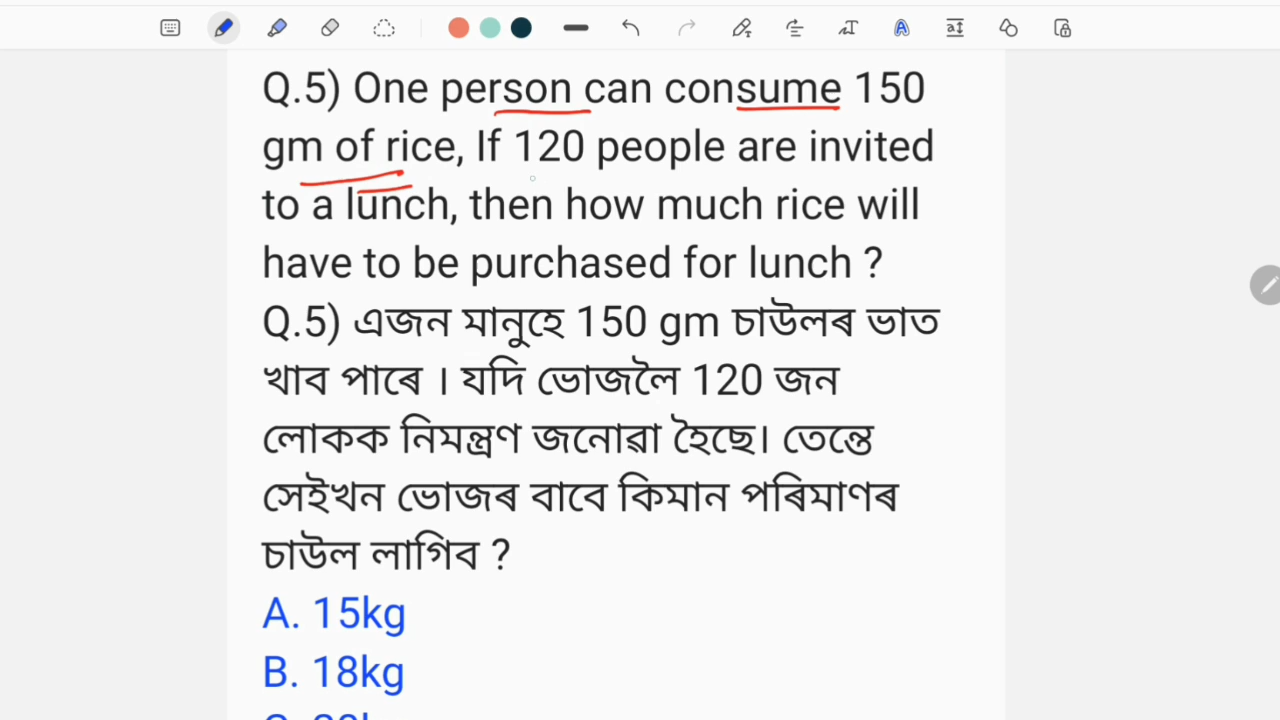 Q.5) One person can consume 150
gm of rice, If 120 people are invited
to a lunch, then how much rice will
have to be purchased for lunch ?
Q.5) এজন মানুহে 150 gm চাউলৰ ভাত
খাব পাৰে । যদি ভোজলৈ 120 জন
লোকক নিমন্ত্ৰণ জনোৱা হৈছে। তেন্তে
সেইখন ভোজৰ বাবে কিমান পৰিমাণৰ
চাউল লাগিব ?
A. 15kg
B. 18kg